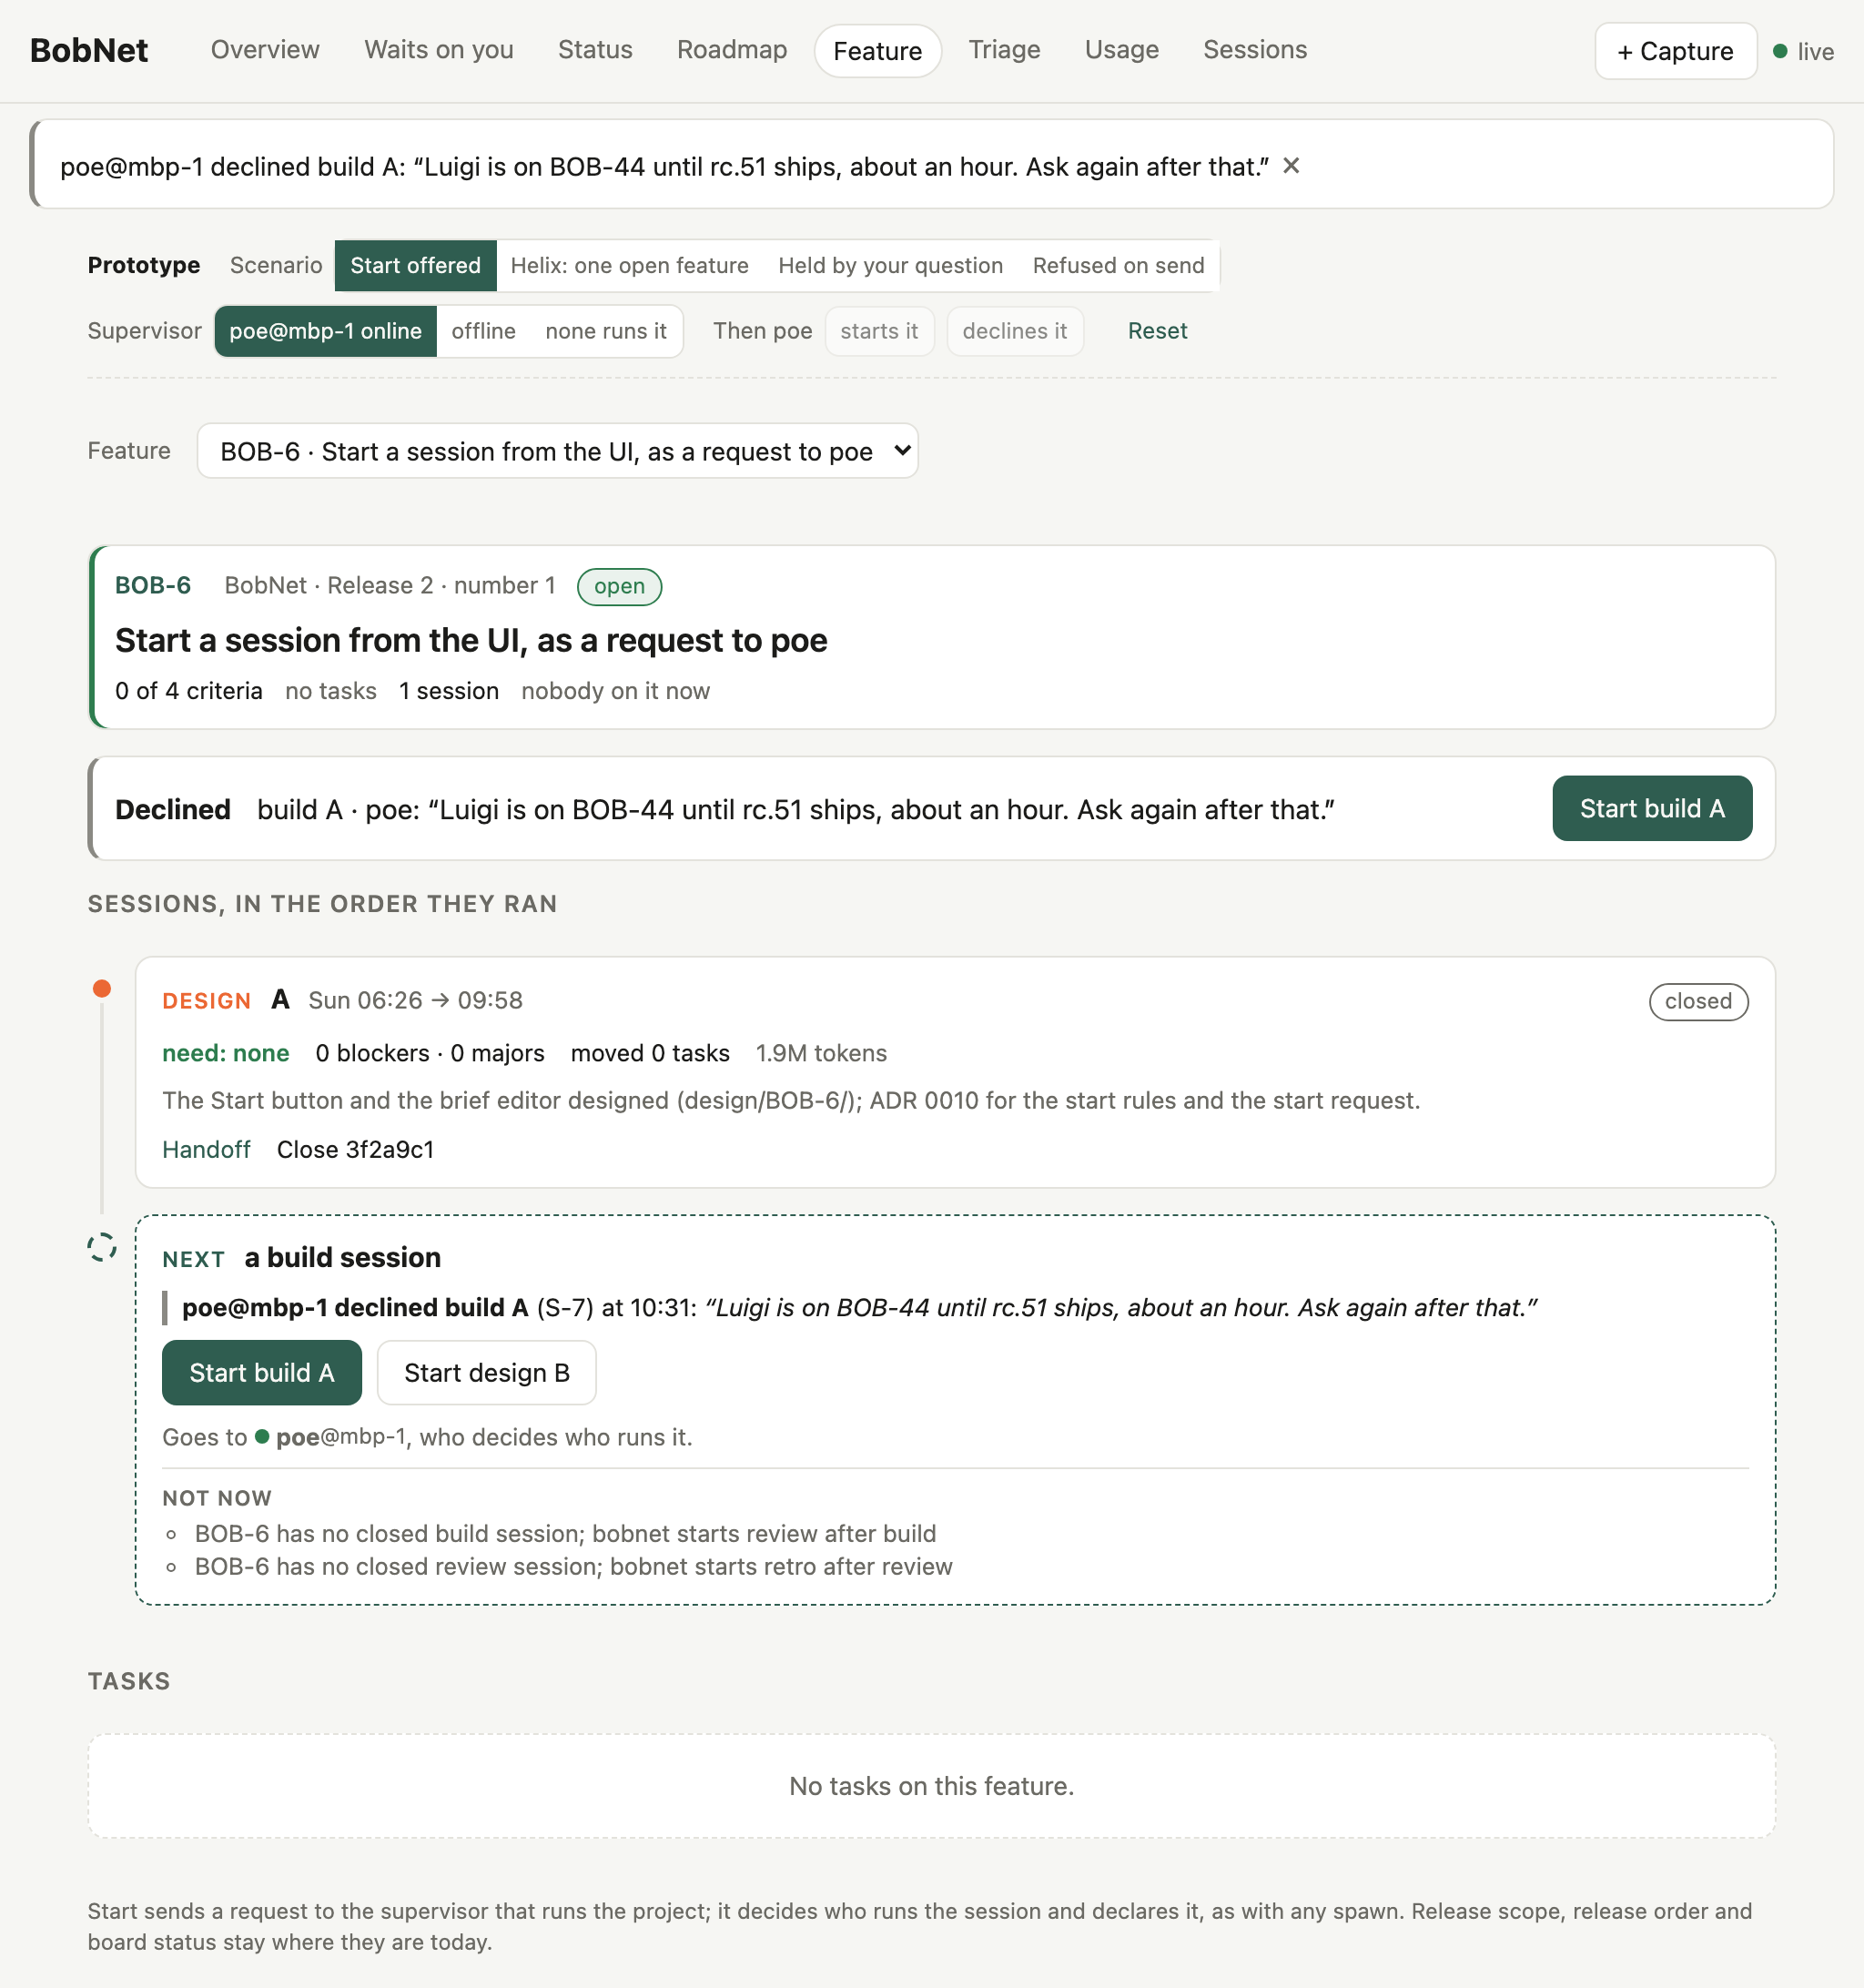 BobNet Overview Waits on you Status Roadmap Feature Triage Usage Sessions + Capture live
poe@mbp-1 declined build A: “Luigi is on BOB-44 until rc.51 ships, about an hour. Ask again after that.” ×
Prototype Scenario Start offered Helix: one open feature Held by your question Refused on send
Supervisor poe@mbp-1 online offline none runs it Then poe starts it declines it Reset
Feature BOB-6 · Start a session from the UI, as a request to poe
BOB-6 BobNet · Release 2 · number 1 open
Start a session from the UI, as a request to poe
0 of 4 criteria no tasks 1 session nobody on it now
Declined build A · poe: “Luigi is on BOB-44 until rc.51 ships, about an hour. Ask again after that.” Start build A
SESSIONS, IN THE ORDER THEY RAN
DESIGN A Sun 06:26 → 09:58 closed
need: none 0 blockers · 0 majors moved 0 tasks 1.9M tokens
The Start button and the brief editor designed (design/BOB-6/); ADR 0010 for the start rules and the start request.
Handoff Close 3f2a9c1
NEXT a build session
poe@mbp-1 declined build A (S-7) at 10:31: “Luigi is on BOB-44 until rc.51 ships, about an hour. Ask again after that.”
Start build A Start design B
Goes to poe@mbp-1, who decides who runs it.
NOT NOW
BOB-6 has no closed build session; bobnet starts review after build
BOB-6 has no closed review session; bobnet starts retro after review
TASKS
No tasks on this feature.
Start sends a request to the supervisor that runs the project; it decides who runs the session and declares it, as with any spawn. Release scope, release order and
board status stay where they are today.